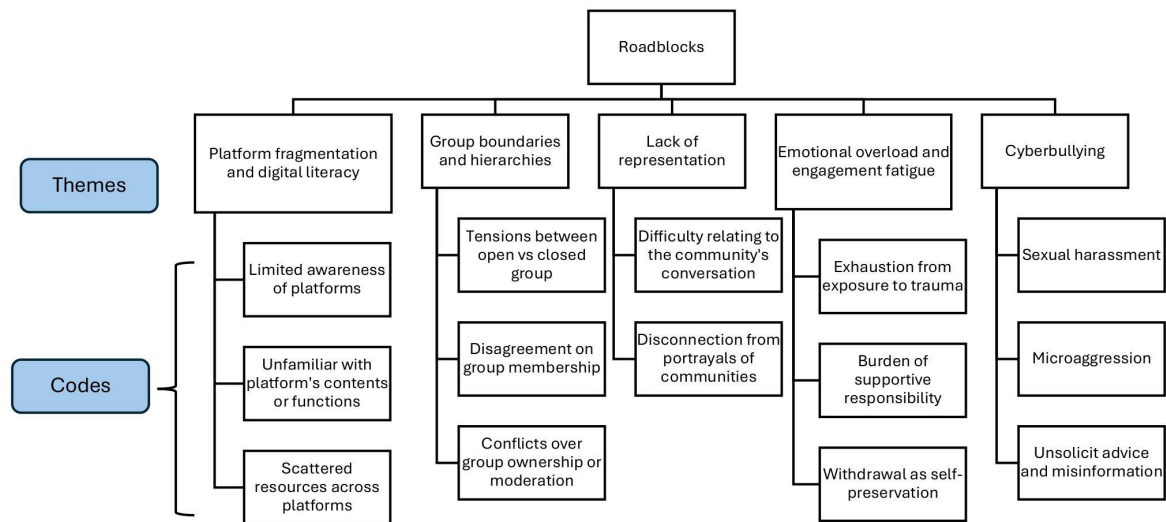 Roadblocks
Platform fragmentation
and digital literacy
Group boundaries
and hierarchies
Lack of
representation
Emotional overload and
engagement fatigue
Cyberbullying
Themes
Limited awareness
of platforms
Unfamiliar with
platform's contents
or functions
Scattered
resources across
platforms
Tensions between
open vs closed
group
Disagreement on
group membership
Conflicts over
group ownership or
moderation
Difficulty relating to
the community's
conversation
Disconnection from
portrayals of
communities
Exhaustion from
exposure to trauma
Burden of
supportive
responsibility
Withdrawal as self-
preservation
Sexual harassment
Microaggression
Unsolicit advice
and misinformation
Codes